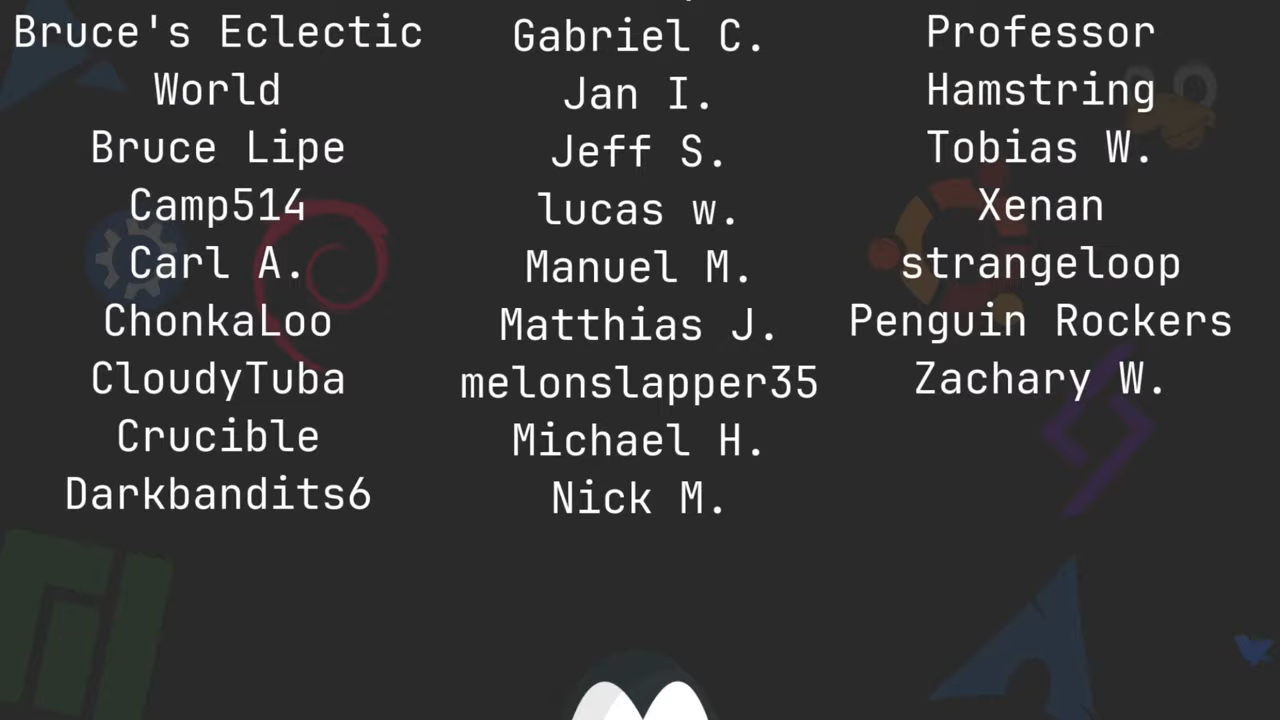 Bruce's Eclectic
World
Bruce Lipe
Camp514
Carl A.
ChonkaLoo
CloudyTuba
Crucible
Darkbandits6
Gabriel C.
Jan I.
Jeff S.
lucas w.
Manuel M.
Matthias J.
melonslapper35
Michael H.
Nick M.
Professor
Hamstring
Tobias W.
Xenan
strangeloop
Penguin Rockers
Zachary W.